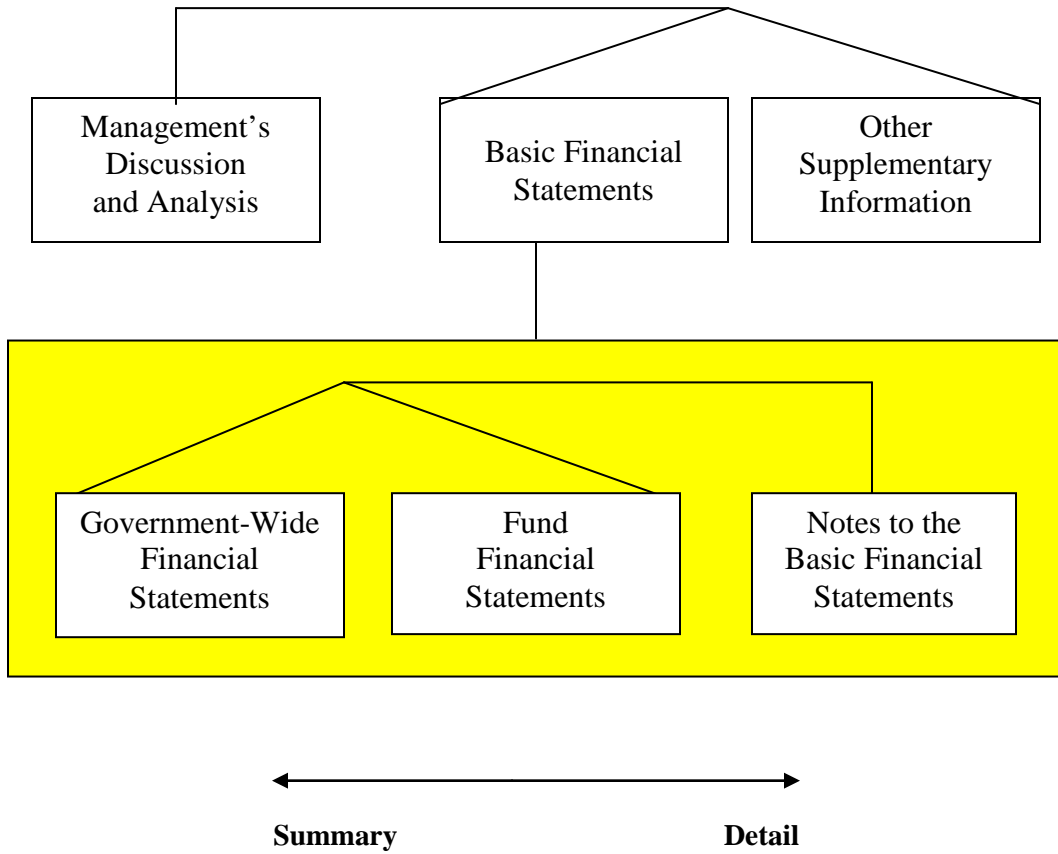 Management’s
Discussion
and Analysis
Basic Financial
Statements
Other
Supplementary
Information
Government-Wide
Financial
Statements
Fund
Financial
Statements
Notes to the
Basic Financial
Statements
Summary
Detail